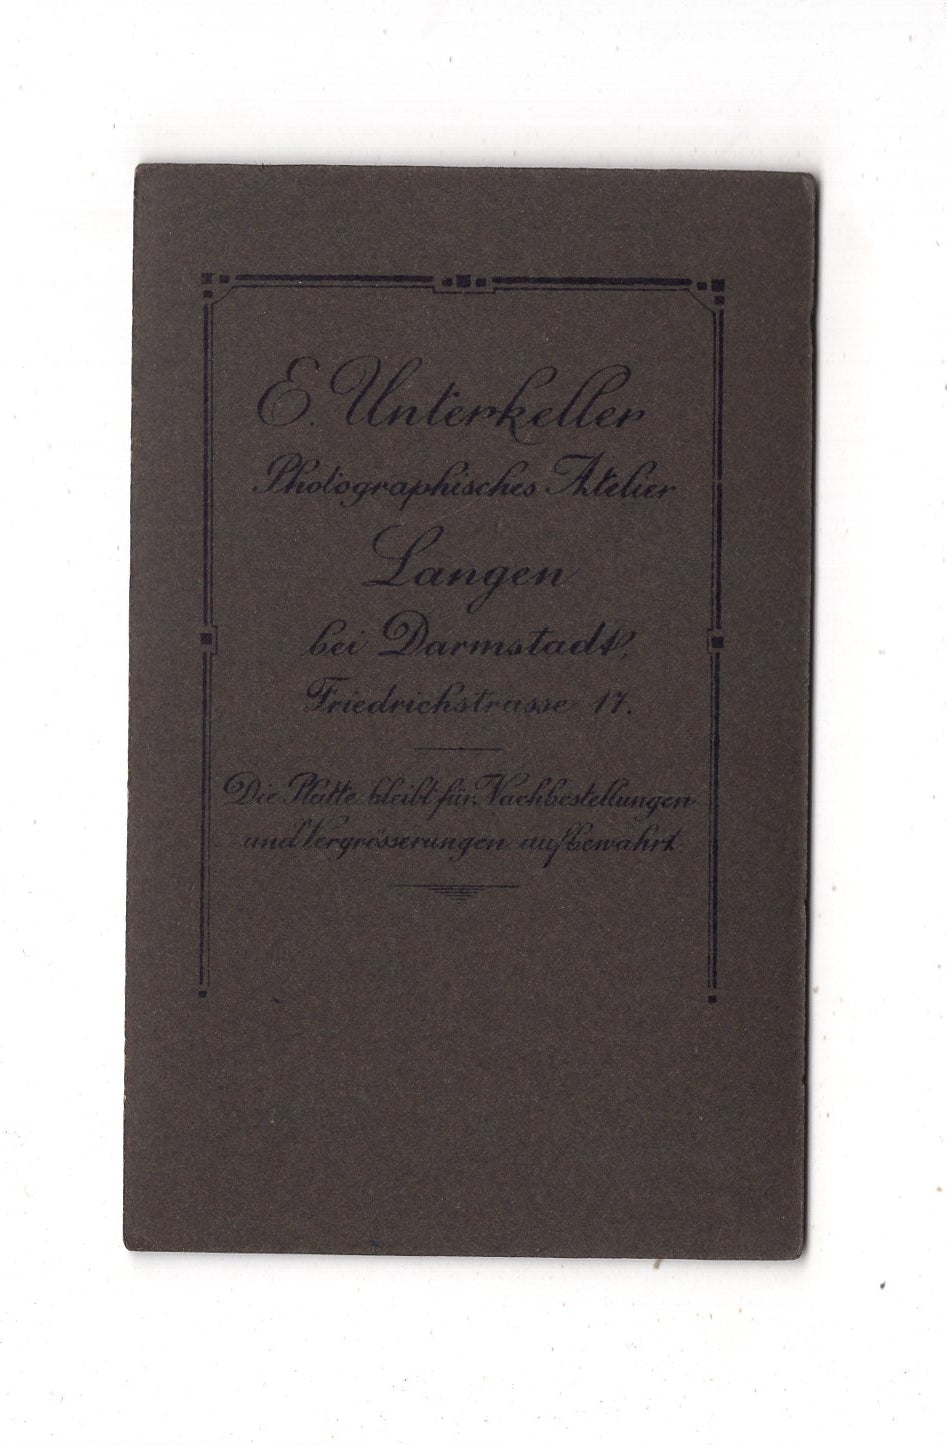 E. Unterkeller
Photographisches Atelier
Langen
bei Darmstadt,
Friedrichstrasse 17.
Die Platte bleibt für Nachbestellungen
und Vergrösserungen aufbewahrt